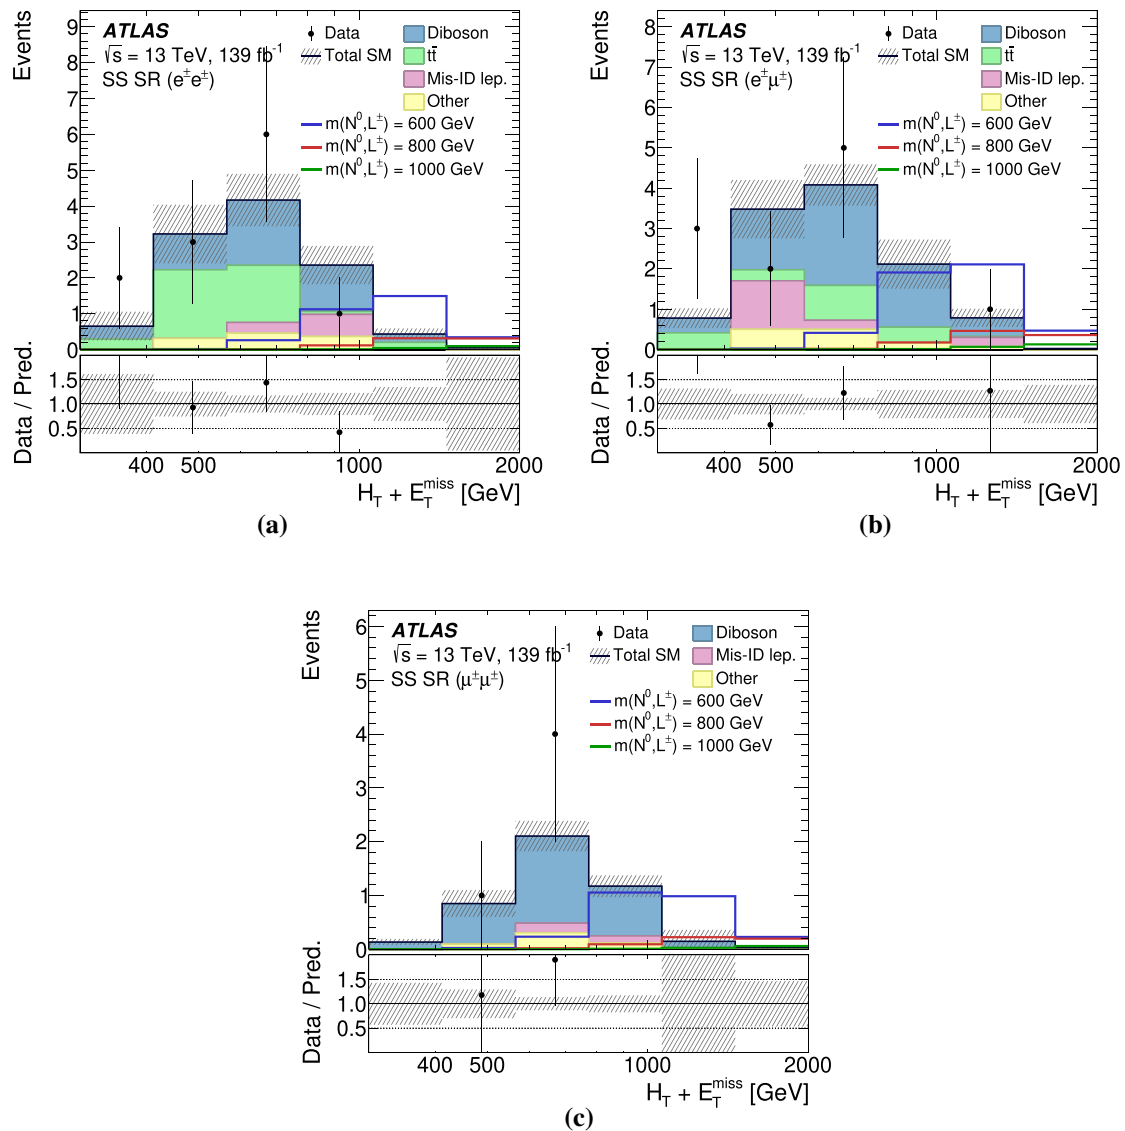 Events
9
8
7
6
5
4
3
2
1
0
ATLAS
√s = 13 TeV, 139 fb⁻¹
SS SR (e±e±)
Data
Total SM
Diboson
tt̄
Mis-ID lep.
Other
m(N⁰,L±) = 600 GeV
m(N⁰,L±) = 800 GeV
m(N⁰,L±) = 1000 GeV
Data / Pred.
1.5
1.0
0.5
400 500 1000 2000
H_T + E_T^miss [GeV]
(a)
Events
8
7
6
5
4
3
2
1
0
ATLAS
√s = 13 TeV, 139 fb⁻¹
SS SR (e±μ±)
Data
Total SM
Diboson
tt̄
Mis-ID lep.
Other
m(N⁰,L±) = 600 GeV
m(N⁰,L±) = 800 GeV
m(N⁰,L±) = 1000 GeV
Data / Pred.
1.5
1.0
0.5
400 500 1000 2000
H_T + E_T^miss [GeV]
(b)
Events
6
5
4
3
2
1
0
ATLAS
√s = 13 TeV, 139 fb⁻¹
SS SR (μ±μ±)
Data
Total SM
Diboson
Mis-ID lep.
Other
m(N⁰,L±) = 600 GeV
m(N⁰,L±) = 800 GeV
m(N⁰,L±) = 1000 GeV
Data / Pred.
1.5
1.0
0.5
400 500 1000 2000
H_T + E_T^miss [GeV]
(c)